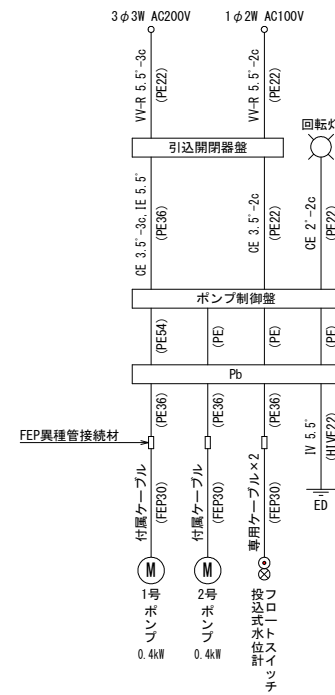 3φ3W AC200V
1φ2W AC100V
VV-R 5.5゜-3c
(PE22)
VV-R 5.5゜-2c
(PE22)
回転灯
引込開閉器盤
CE 3.5゜-3c,IE 5.5゜
(PE36)
CE 3.5゜-2c
(PE22)
CE 2゜-2c
(PE22)
ポンプ制御盤
(PE54)
(PE)
(PE)
(PE)
Pb
(PE36)
(PE36)
(PE36)
IV 5.5゜
(HIVE22)
FEP異種管接続材
付属ケーブル
(FEP30)
付属ケーブル
(FEP30)
専用ケーブル×2
(FEP30)
ED
M
M
1号ポンプ
0.4kW
2号ポンプ
0.4kW
フロートスイッチ
投込式水位計